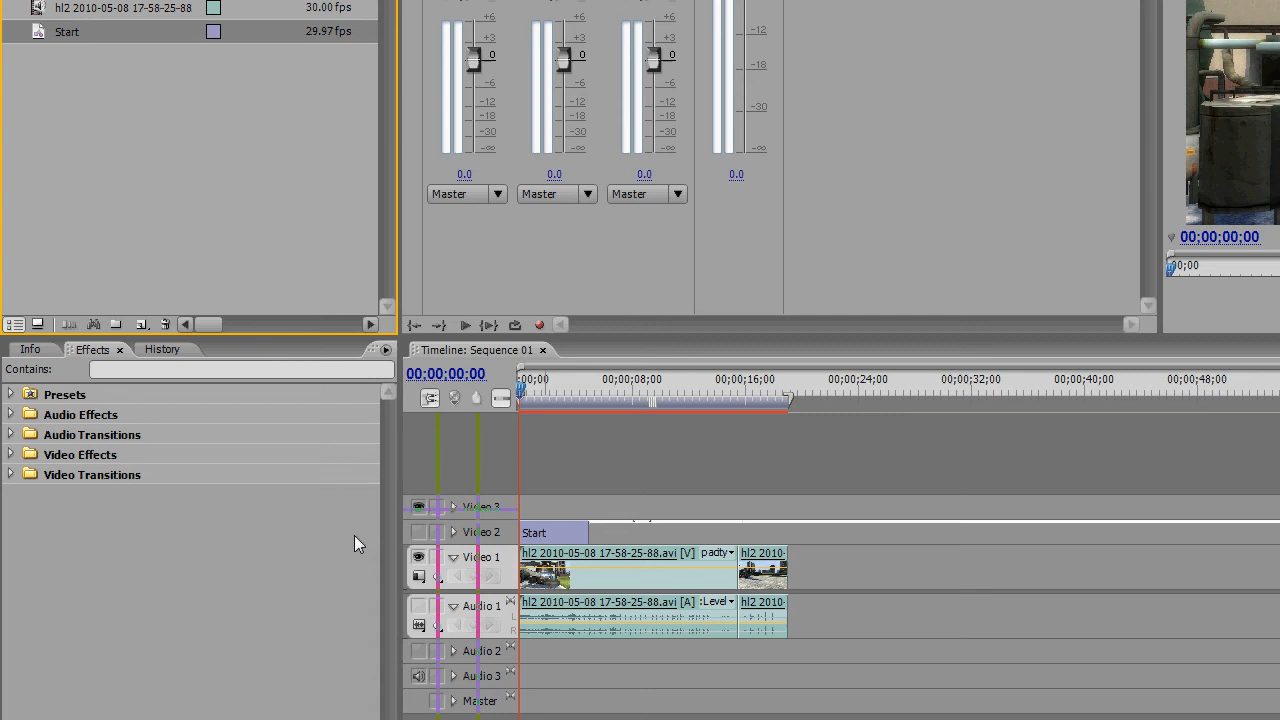 hl2 2010-05-08 17-58-25-88 30.00 fps
Start 29.97 fps
+6 +6 +6
+3 +3 +3 -12
0 0 0
-18
-6 -6 -6
-12 -12 -12 -30
-18 -18 -18
-30 -30 -30
-∞ -∞ -∞ -∞
0.0 0.0 0.0 0.0
Master Master Master
00;00;00;00
00;00
Info Effects × History
Contains:
Presets
Audio Effects
Audio Transitions
Video Effects
Video Transitions
Timeline: Sequence 01 ×
00;00;00;00
;00;00 00;00;08;00 00;00;16;00 00;00;24;00 00;00;32;00 00;00;40;00 00;00;48;00
Video 3
Video 2 Start
Video 1 hl2 2010-05-08 17-58-25-88.avi [V] pacity hl2 2010-
Audio 1 hl2 2010-05-08 17-58-25-88.avi [A] :Level hl2 2010-
L
R
Audio 2
Audio 3
Master